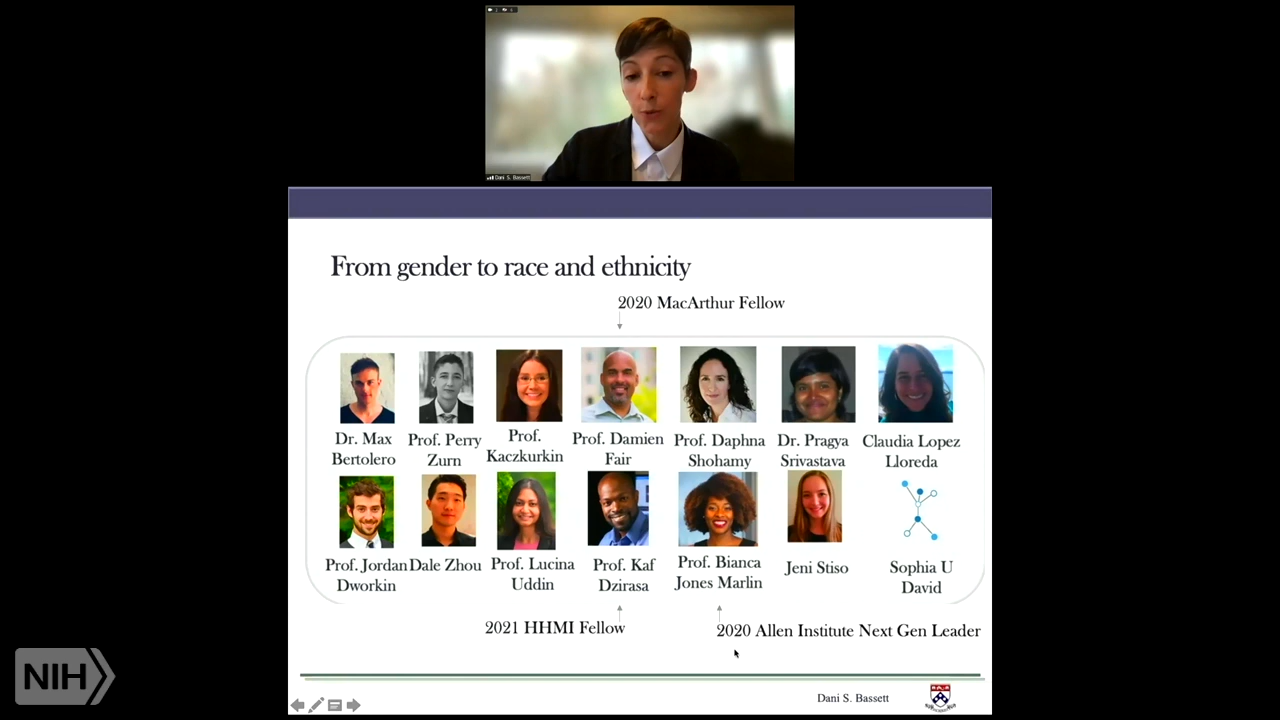 Dani S. Bassett
From gender to race and ethnicity
2020 MacArthur Fellow
Dr. Max Bertolero
Prof. Perry Zurn
Prof. Kaczkurkin
Prof. Damien Fair
Prof. Daphna Shohamy
Dr. Pragya Srivastava
Claudia Lopez Lloreda
Prof. Jordan Dworkin
Dale Zhou
Prof. Lucina Uddin
Prof. Kaf Dzirasa
Prof. Bianca Jones Marlin
Jeni Stiso
Sophia U David
2021 HHMI Fellow
2020 Allen Institute Next Gen Leader
NIH
Dani S. Bassett